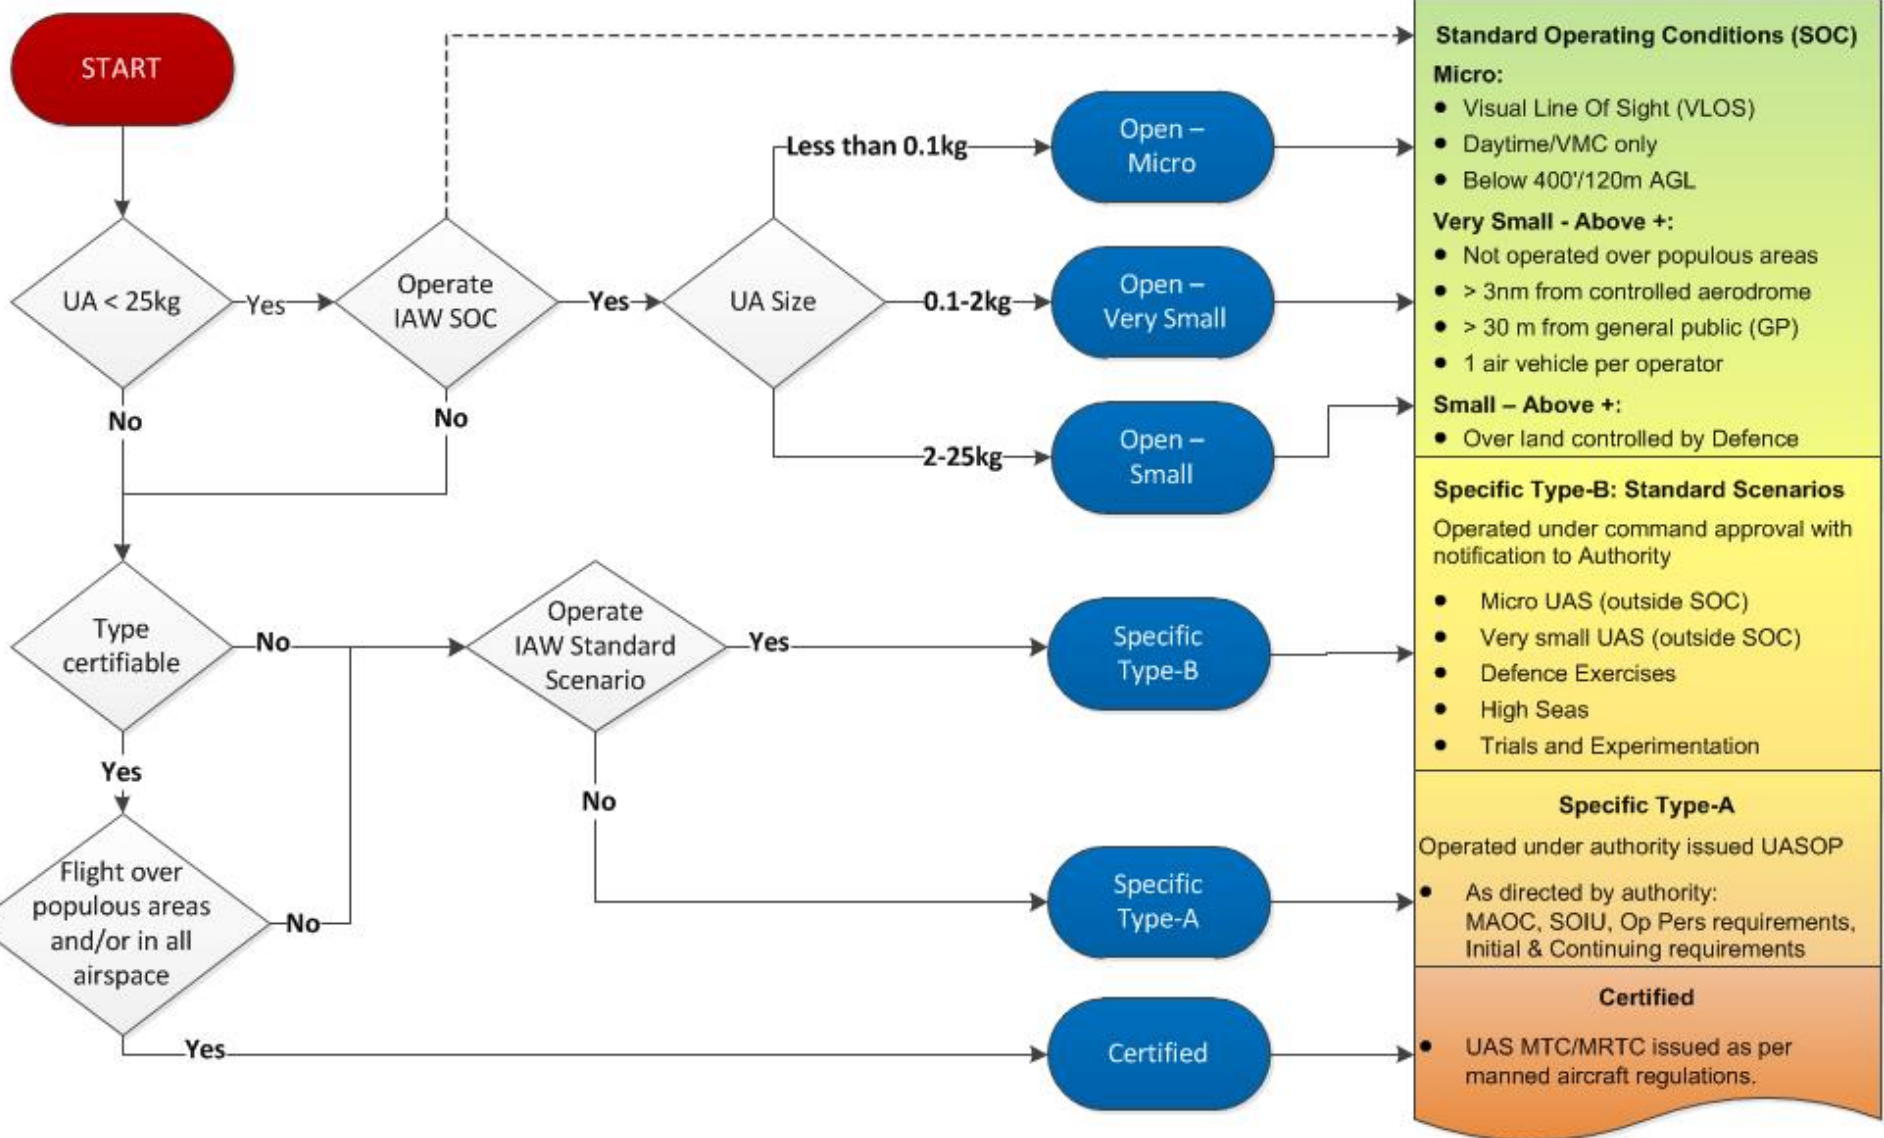 START
UA < 25kg
Yes
No
Operate
IAW SOC
Yes
No
UA Size
Less than 0.1kg
0.1-2kg
2-25kg
Open –
Micro
Open –
Very Small
Open –
Small
Type
certifiable
No
Yes
Operate
IAW Standard
Scenario
Yes
No
Specific
Type-B
Flight over
populous areas
and/or in all
airspace
No
Yes
Specific
Type-A
Certified
Standard Operating Conditions (SOC)
Micro:
● Visual Line Of Sight (VLOS)
● Daytime/VMC only
● Below 400'/120m AGL
Very Small - Above +:
● Not operated over populous areas
● > 3nm from controlled aerodrome
● > 30 m from general public (GP)
● 1 air vehicle per operator
Small – Above +:
● Over land controlled by Defence
Specific Type-B: Standard Scenarios
Operated under command approval with
notification to Authority
● Micro UAS (outside SOC)
● Very small UAS (outside SOC)
● Defence Exercises
● High Seas
● Trials and Experimentation
Specific Type-A
Operated under authority issued UASOP
● As directed by authority:
MAOC, SOIU, Op Pers requirements,
Initial & Continuing requirements
Certified
● UAS MTC/MRTC issued as per
manned aircraft regulations.